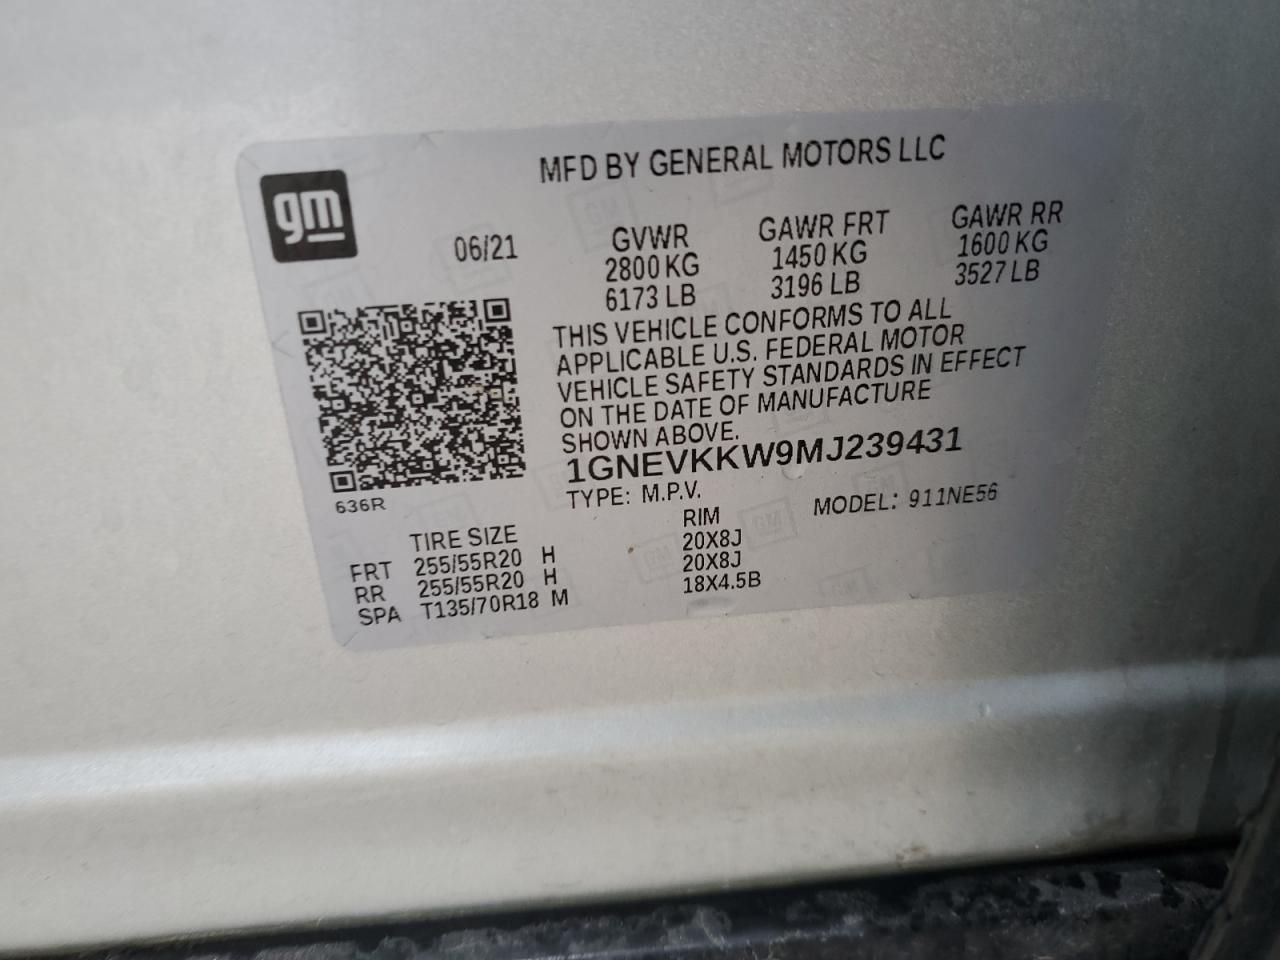 gm
MFD BY GENERAL MOTORS LLC
06/21
GVWR GAWR FRT GAWR RR
2800 KG 1450 KG 1600 KG
6173 LB 3196 LB 3527 LB
THIS VEHICLE CONFORMS TO ALL
APPLICABLE U.S. FEDERAL MOTOR
VEHICLE SAFETY STANDARDS IN EFFECT
ON THE DATE OF MANUFACTURE
SHOWN ABOVE.
1GNEVKKW9MJ239431
636R
TYPE: M.P.V. MODEL: 911NE56
TIRE SIZE RIM
FRT 255/55R20 H 20X8J
RR 255/55R20 H 20X8J
SPA T135/70R18 M 18X4.5B